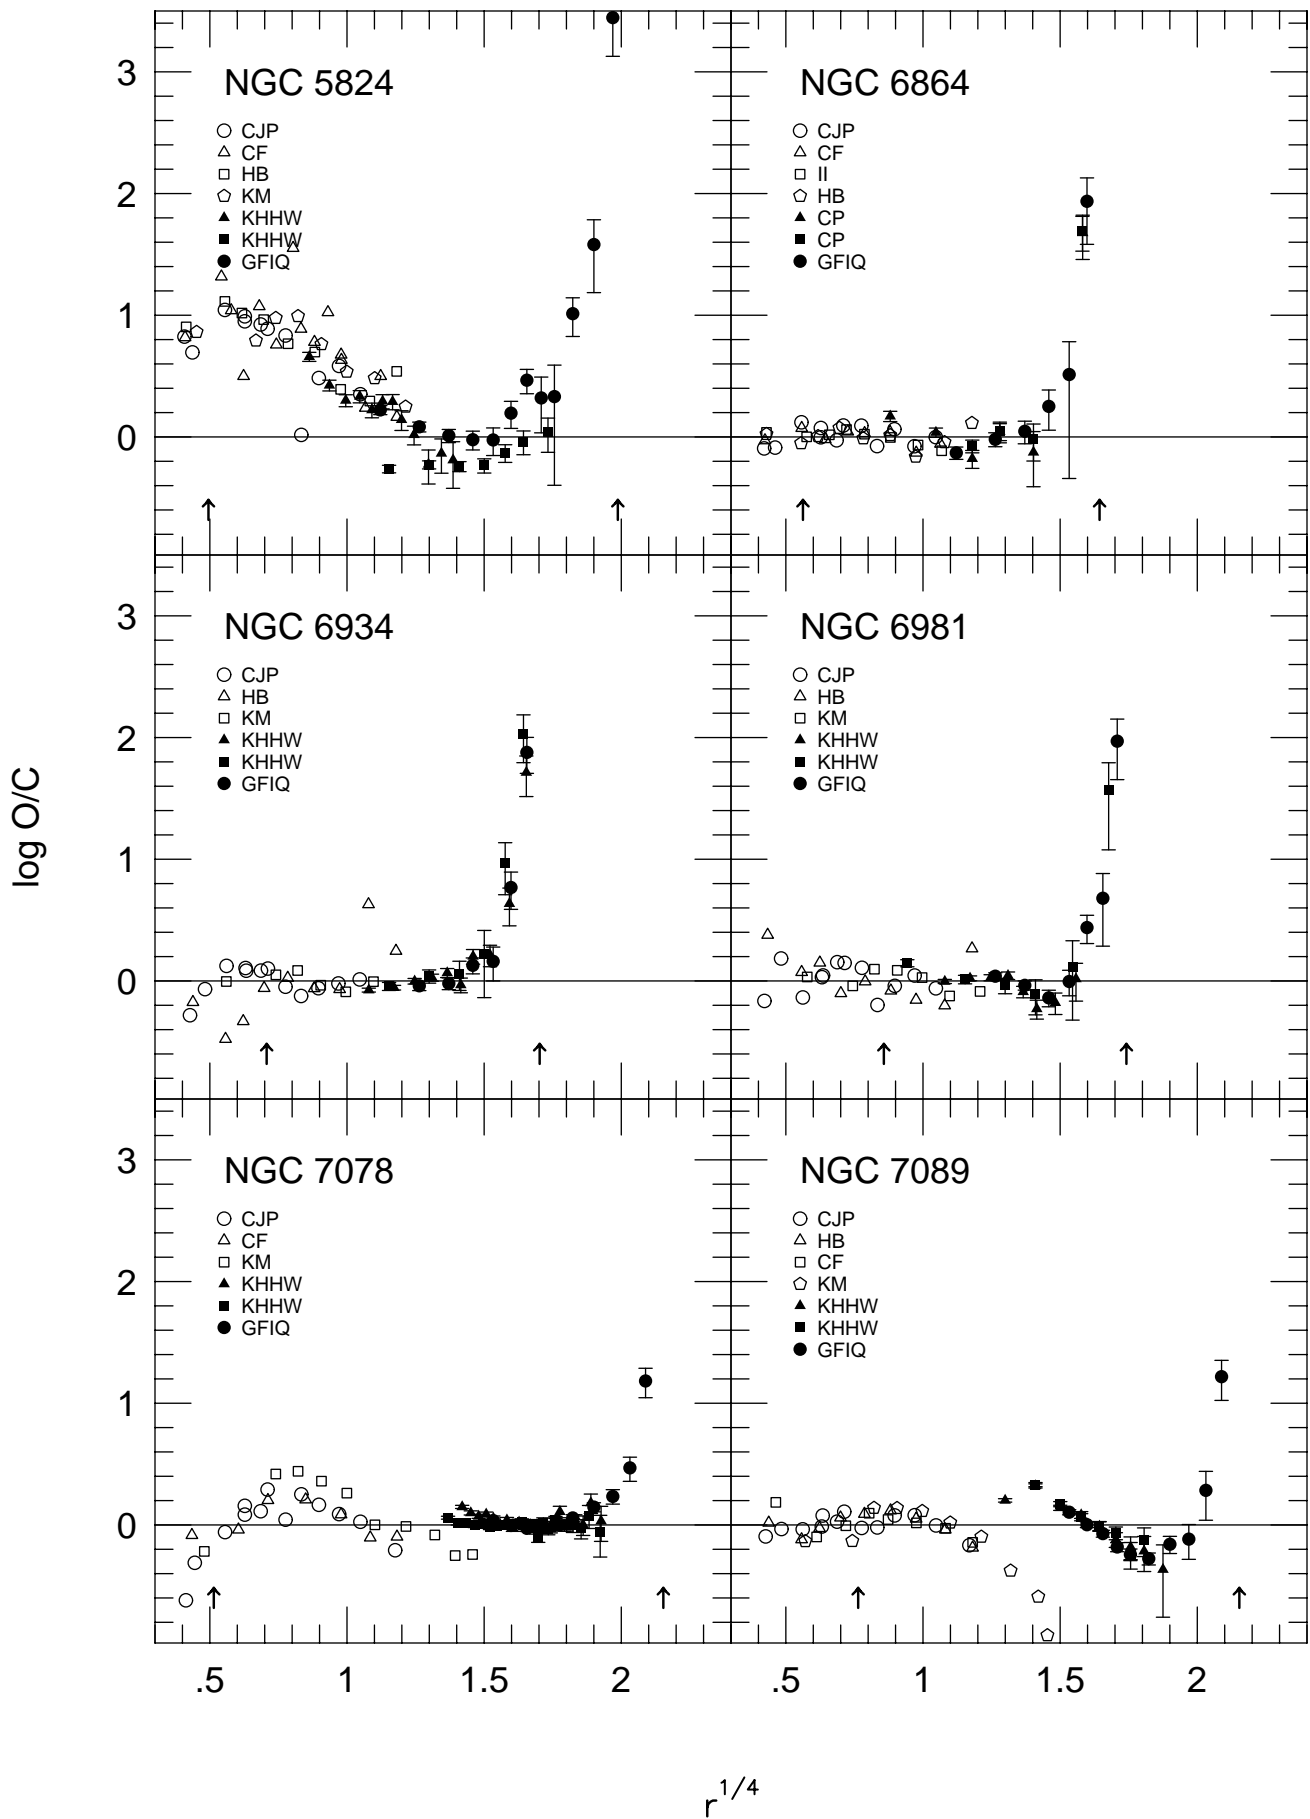 NGC 5824
CJP
CF
HB
KM
KHHW
KHHW
GFIQ
3
2
1
0
NGC 6864
CJP
CF
II
HB
CP
CP
GFIQ
NGC 6934
CJP
HB
KM
KHHW
KHHW
GFIQ
3
2
1
0
NGC 6981
CJP
HB
KM
KHHW
KHHW
GFIQ
log O/C
NGC 7078
CJP
CF
KM
KHHW
KHHW
GFIQ
3
2
1
0
NGC 7089
CJP
HB
CF
KM
KHHW
KHHW
GFIQ
.5 1 1.5 2
.5 1 1.5 2
r^1/4